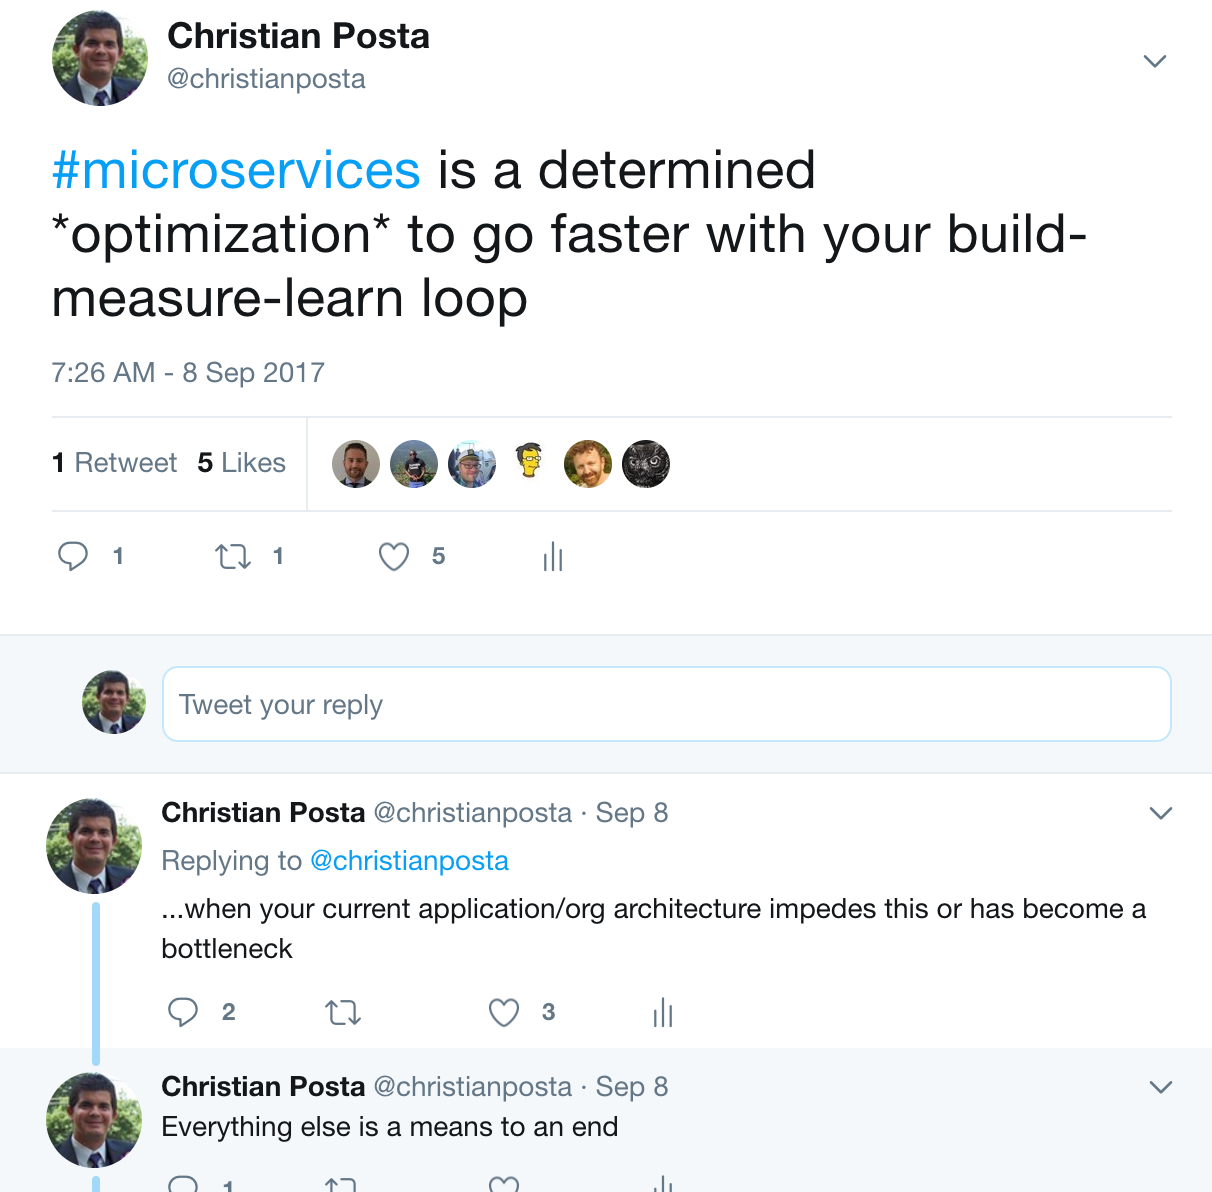 Christian Posta
@christianposta
#microservices is a determined
*optimization* to go faster with your build-
measure-learn loop
7:26 AM - 8 Sep 2017
1 Retweet 5 Likes
1 1 5
Tweet your reply
Christian Posta @christianposta · Sep 8
Replying to @christianposta
...when your current application/org architecture impedes this or has become a
bottleneck
2 3
Christian Posta @christianposta · Sep 8
Everything else is a means to an end
1